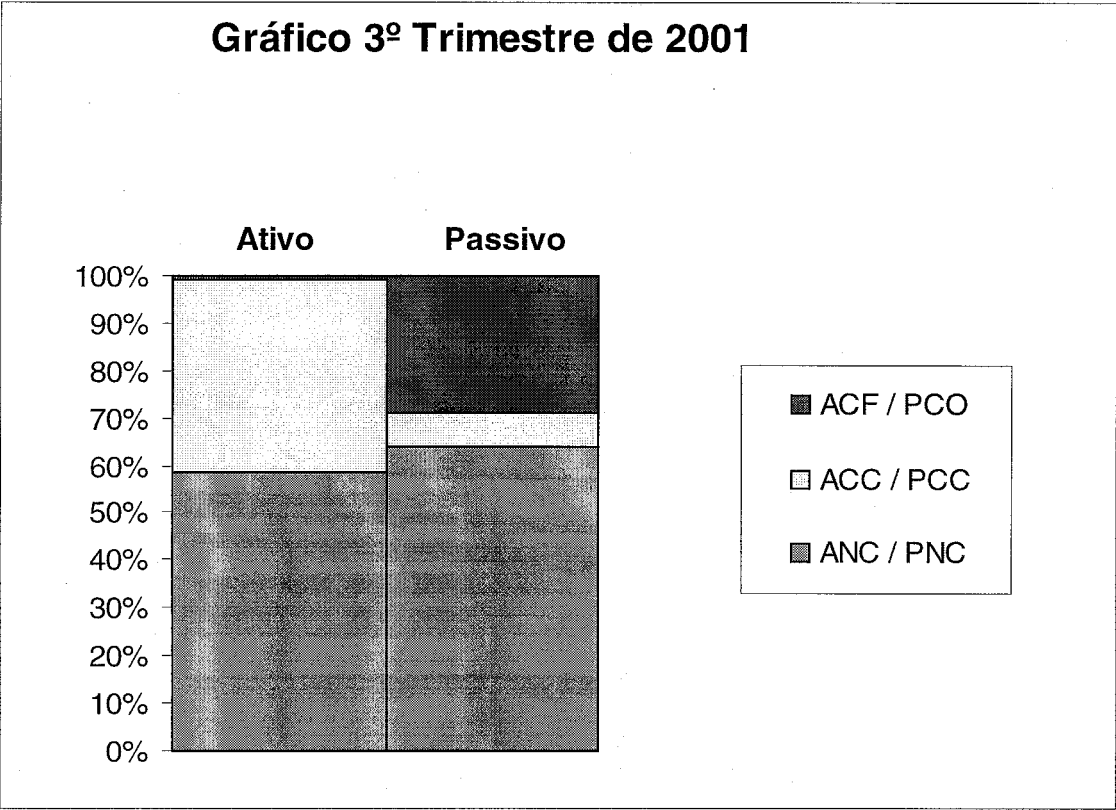 Gráfico 3º Trimestre de 2001
Ativo
Passivo
100%
90%
80%
70%
60%
50%
40%
30%
20%
10%
0%
ACF / PCO
ACC / PCC
ANC / PNC